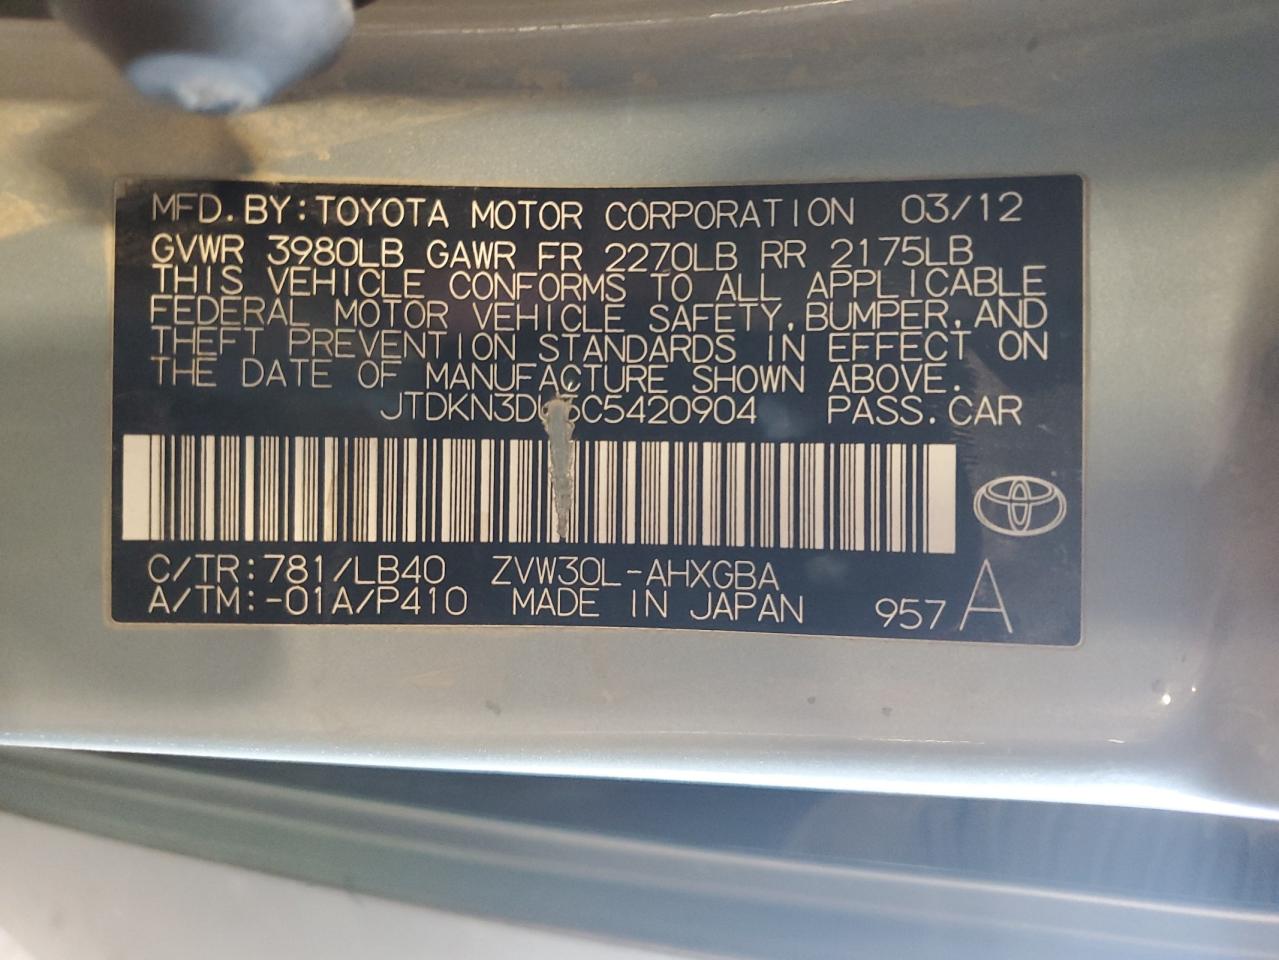 MFD. BY: TOYOTA MOTOR CORPORATION 03/12
GVWR 3980LB GAWR FR 2270LB RR 2175LB
THIS VEHICLE CONFORMS TO ALL APPLICABLE
FEDERAL MOTOR VEHICLE SAFETY, BUMPER, AND
THEFT PREVENTION STANDARDS IN EFFECT ON
THE DATE OF MANUFACTURE SHOWN ABOVE.
JTDKN3DU5C5420904 PASS. CAR
C/TR: 781/LB40 ZVW30L-AHXGBA
A/TM: -01A/P410 MADE IN JAPAN 957 A